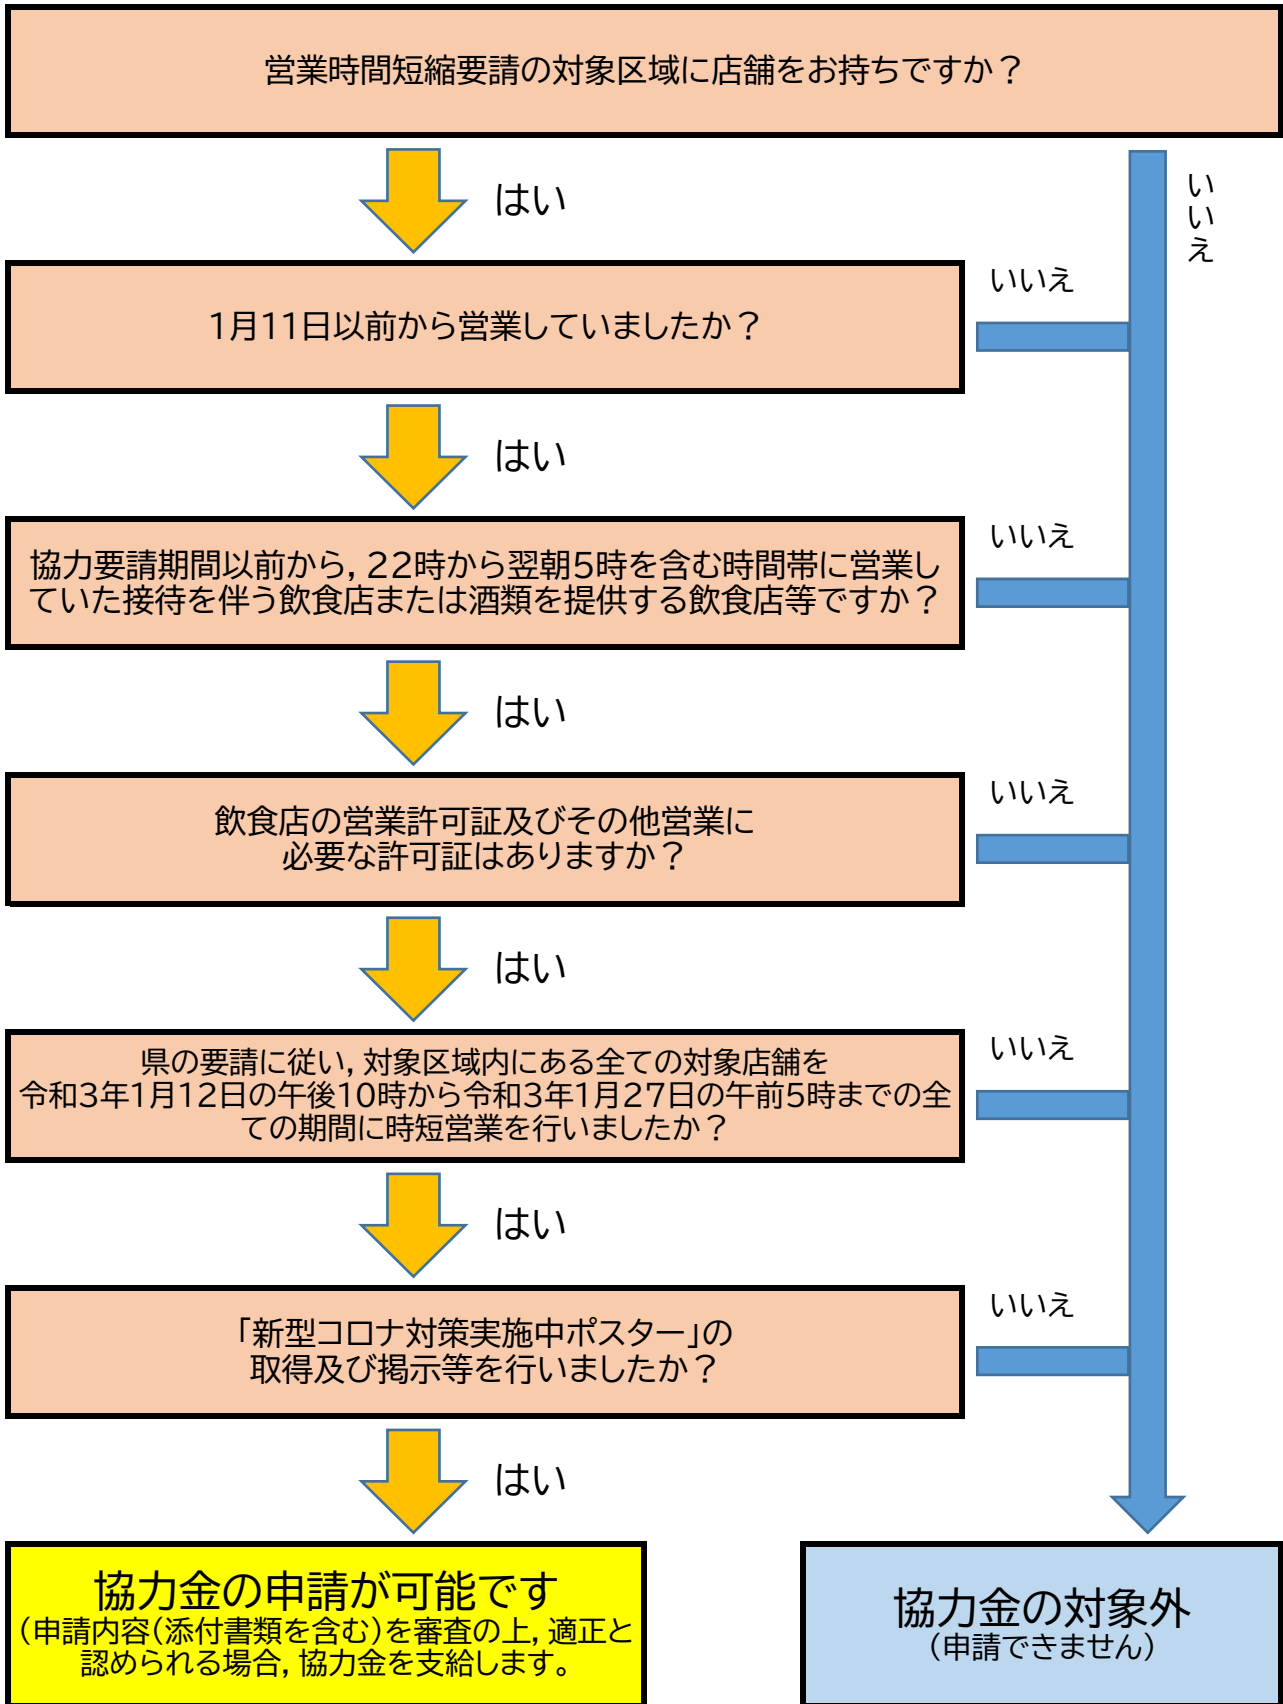 営業時間短縮要請の対象区域に店舗をお持ちですか？
はい
いいえ
1月11日以前から営業していましたか？
いいえ
はい
協力要請期間以前から，22時から翌朝5時を含む時間帯に営業し
ていた接待を伴う飲食店または酒類を提供する飲食店等ですか？
いいえ
はい
飲食店の営業許可証及びその他営業に
必要な許可証はありますか？
いいえ
はい
県の要請に従い，対象区域内にある全ての対象店舗を
令和3年1月12日の午後10時から令和3年1月27日の午前5時までの全
ての期間に時短営業を行いましたか？
いいえ
はい
「新型コロナ対策実施中ポスター」の
取得及び掲示等を行いましたか？
いいえ
はい
協力金の申請が可能です
（申請内容（添付書類を含む）を審査の上，適正と
認められる場合，協力金を支給します。
協力金の対象外
（申請できません）